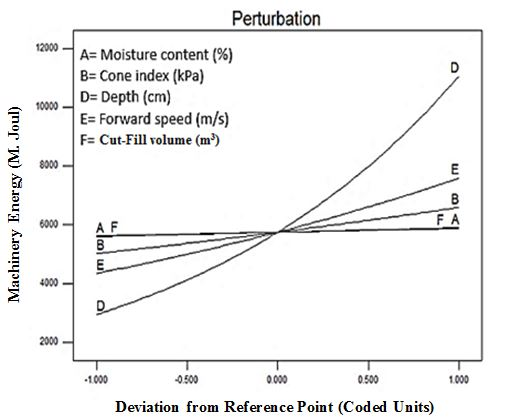 Perturbation
12000
10000
8000
6000
4000
2000
Machinery Energy (M. Joul)
A= Moisture content (%)
B= Cone index (kPa)
D= Depth (cm)
E= Forward speed (m/s)
F= Cut-Fill volume (m³)
D
E
B
F A
A F
B
E
D
-1.000 -0.500 0.000 0.500 1.000
Deviation from Reference Point (Coded Units)